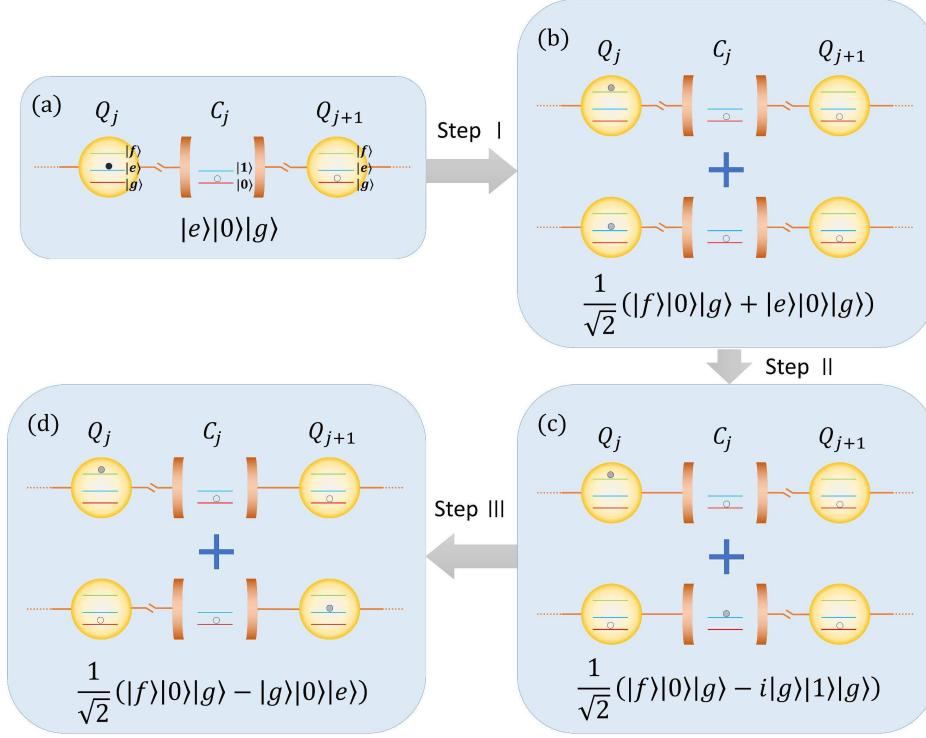 (a)
Q_j C_j Q_{j+1}
|f⟩ |f⟩
|e⟩ |1⟩ |e⟩
|g⟩ |0⟩ |g⟩
|e⟩|0⟩|g⟩
Step I
(b)
Q_j C_j Q_{j+1}
+
1/√2 (|f⟩|0⟩|g⟩ + |e⟩|0⟩|g⟩)
Step II
(c)
Q_j C_j Q_{j+1}
+
1/√2 (|f⟩|0⟩|g⟩ − i|g⟩|1⟩|g⟩)
Step III
(d)
Q_j C_j Q_{j+1}
+
1/√2 (|f⟩|0⟩|g⟩ − |g⟩|0⟩|e⟩)